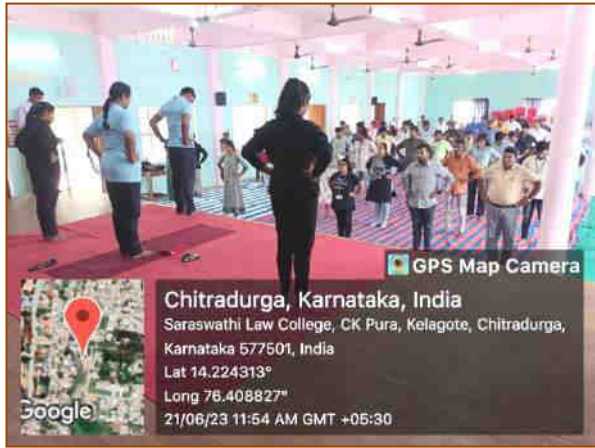 GPS Map Camera
Chitradurga, Karnataka, India
Saraswathi Law College, CK Pura, Kelagote, Chitradurga,
Karnataka 577501, India
Lat 14.224313°
Long 76.408827°
21/06/23 11:54 AM GMT +05:30
Google